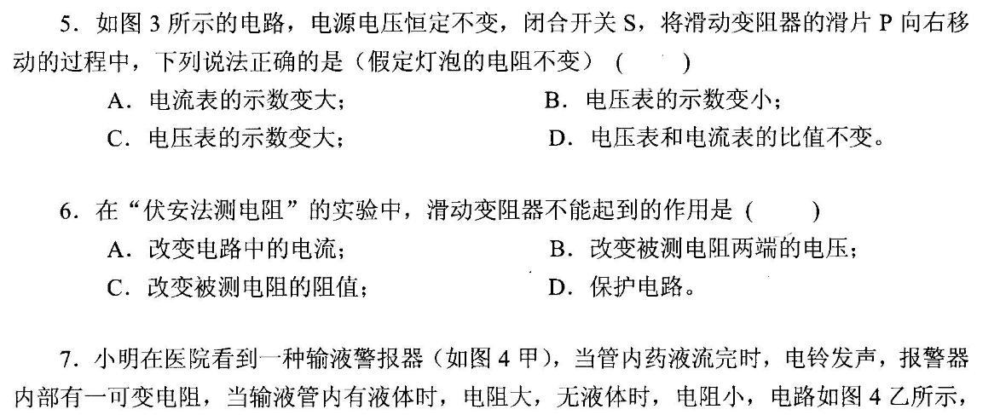 5．如图 3 所示的电路，电源电压恒定不变，闭合开关 S，将滑动变阻器的滑片 P 向右移
动的过程中，下列说法正确的是（假定灯泡的电阻不变）（　　）
A．电流表的示数变大；　　B．电压表的示数变小；
C．电压表的示数变大；　　D．电压表和电流表的比值不变。
6．在“伏安法测电阻”的实验中，滑动变阻器不能起到的作用是（　　）
A．改变电路中的电流；　　B．改变被测电阻两端的电压；
C．改变被测电阻的阻值；　　D．保护电路。
7．小明在医院看到一种输液警报器（如图 4 甲），当管内药液流完时，电铃发声，报警器
内部有一可变电阻，当输液管内有液体时，电阻大，无液体时，电阻小，电路如图 4 乙所示，